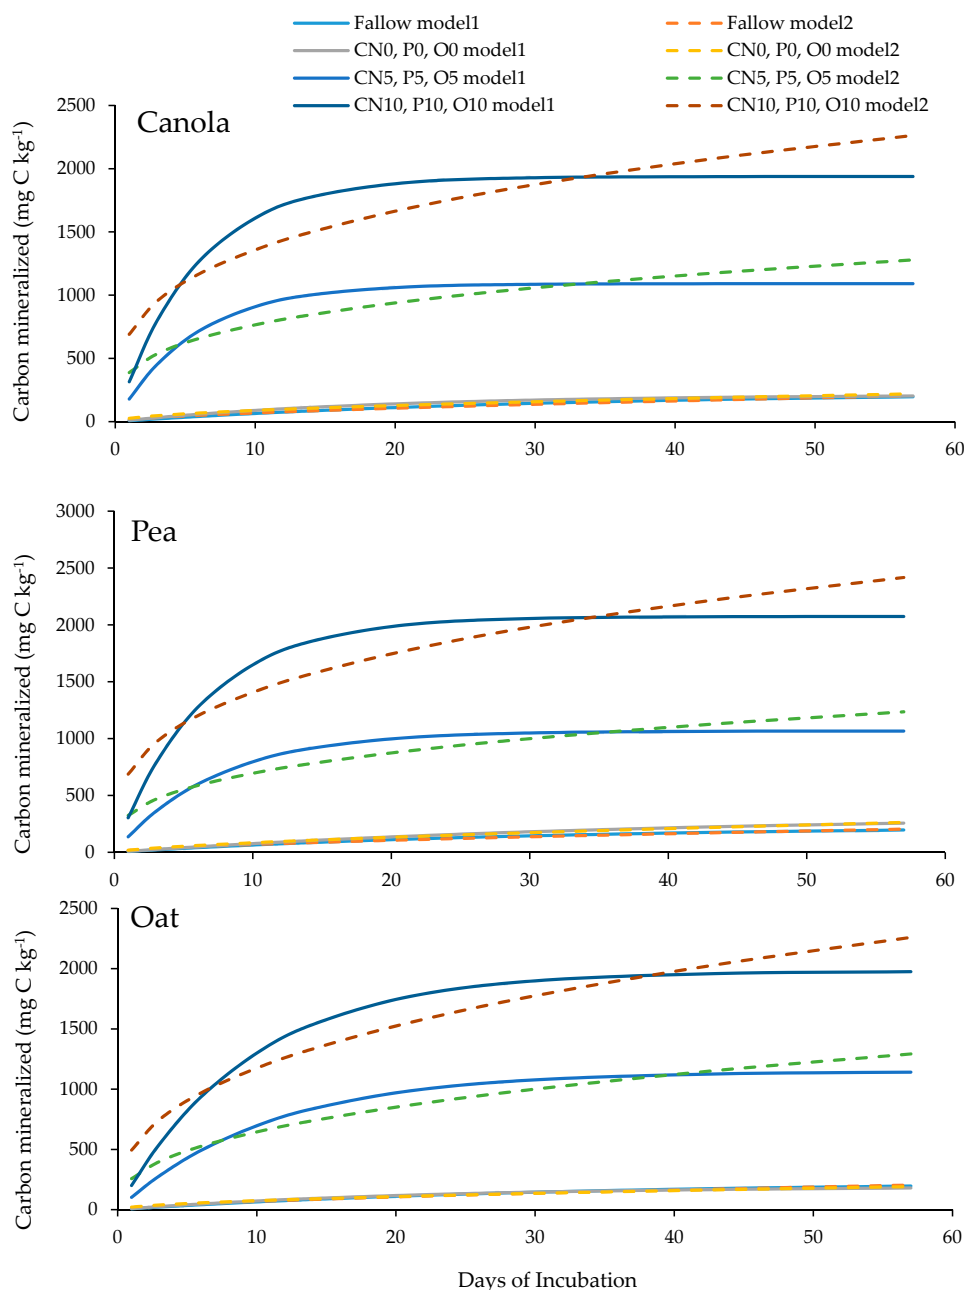 Fallow model1
Fallow model2
CN0, P0, O0 model1
CN0, P0, O0 model2
CN5, P5, O5 model1
CN5, P5, O5 model2
CN10, P10, O10 model1
CN10, P10, O10 model2
Canola
Carbon mineralized (mg C kg-1)
2500
2000
1500
1000
500
0
0 10 20 30 40 50 60
Pea
Carbon mineralized (mg C kg-1)
3000
2500
2000
1500
1000
500
0
0 10 20 30 40 50 60
Oat
Carbon mineralized (mg C kg-1)
2500
2000
1500
1000
500
0
0 10 20 30 40 50 60
Days of Incubation